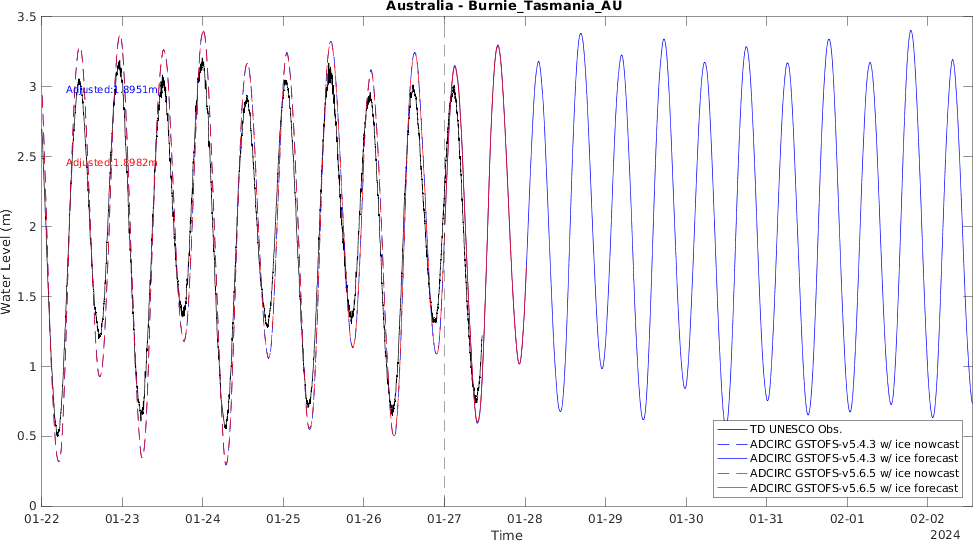 Australia - Burnie_Tasmania_AU
3.5
3
2.5
2
1.5
1
0.5
0
Water Level (m)
Adjusted:1.8951m
Adjusted:1.8982m
TD UNESCO Obs.
ADCIRC GSTOFS-v5.4.3 w/ ice nowcast
ADCIRC GSTOFS-v5.4.3 w/ ice forecast
ADCIRC GSTOFS-v5.6.5 w/ ice nowcast
ADCIRC GSTOFS-v5.6.5 w/ ice forecast
01-22 01-23 01-24 01-25 01-26 01-27 01-28 01-29 01-30 01-31 02-01 02-02
Time
2024